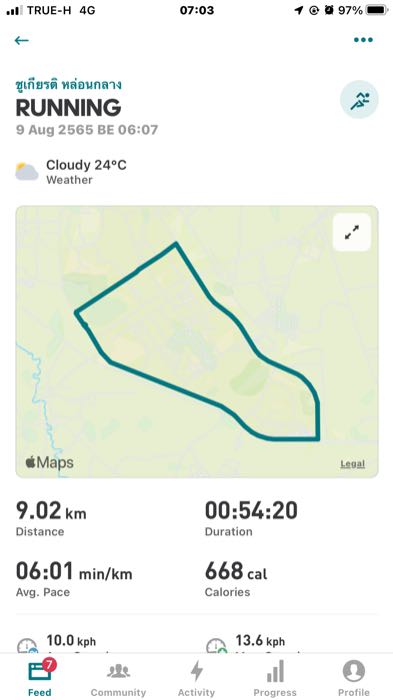 TRUE-H 4G 07:03 97%
ชูเกียรติ หล่อนกลาง
RUNNING
9 Aug 2565 BE 06:07
Cloudy 24°C
Weather
Maps
Legal
9.02 km 00:54:20
Distance Duration
06:01 min/km 668 cal
Avg. Pace Calories
10.0 kph 13.6 kph
7
Feed Community Activity Progress Profile